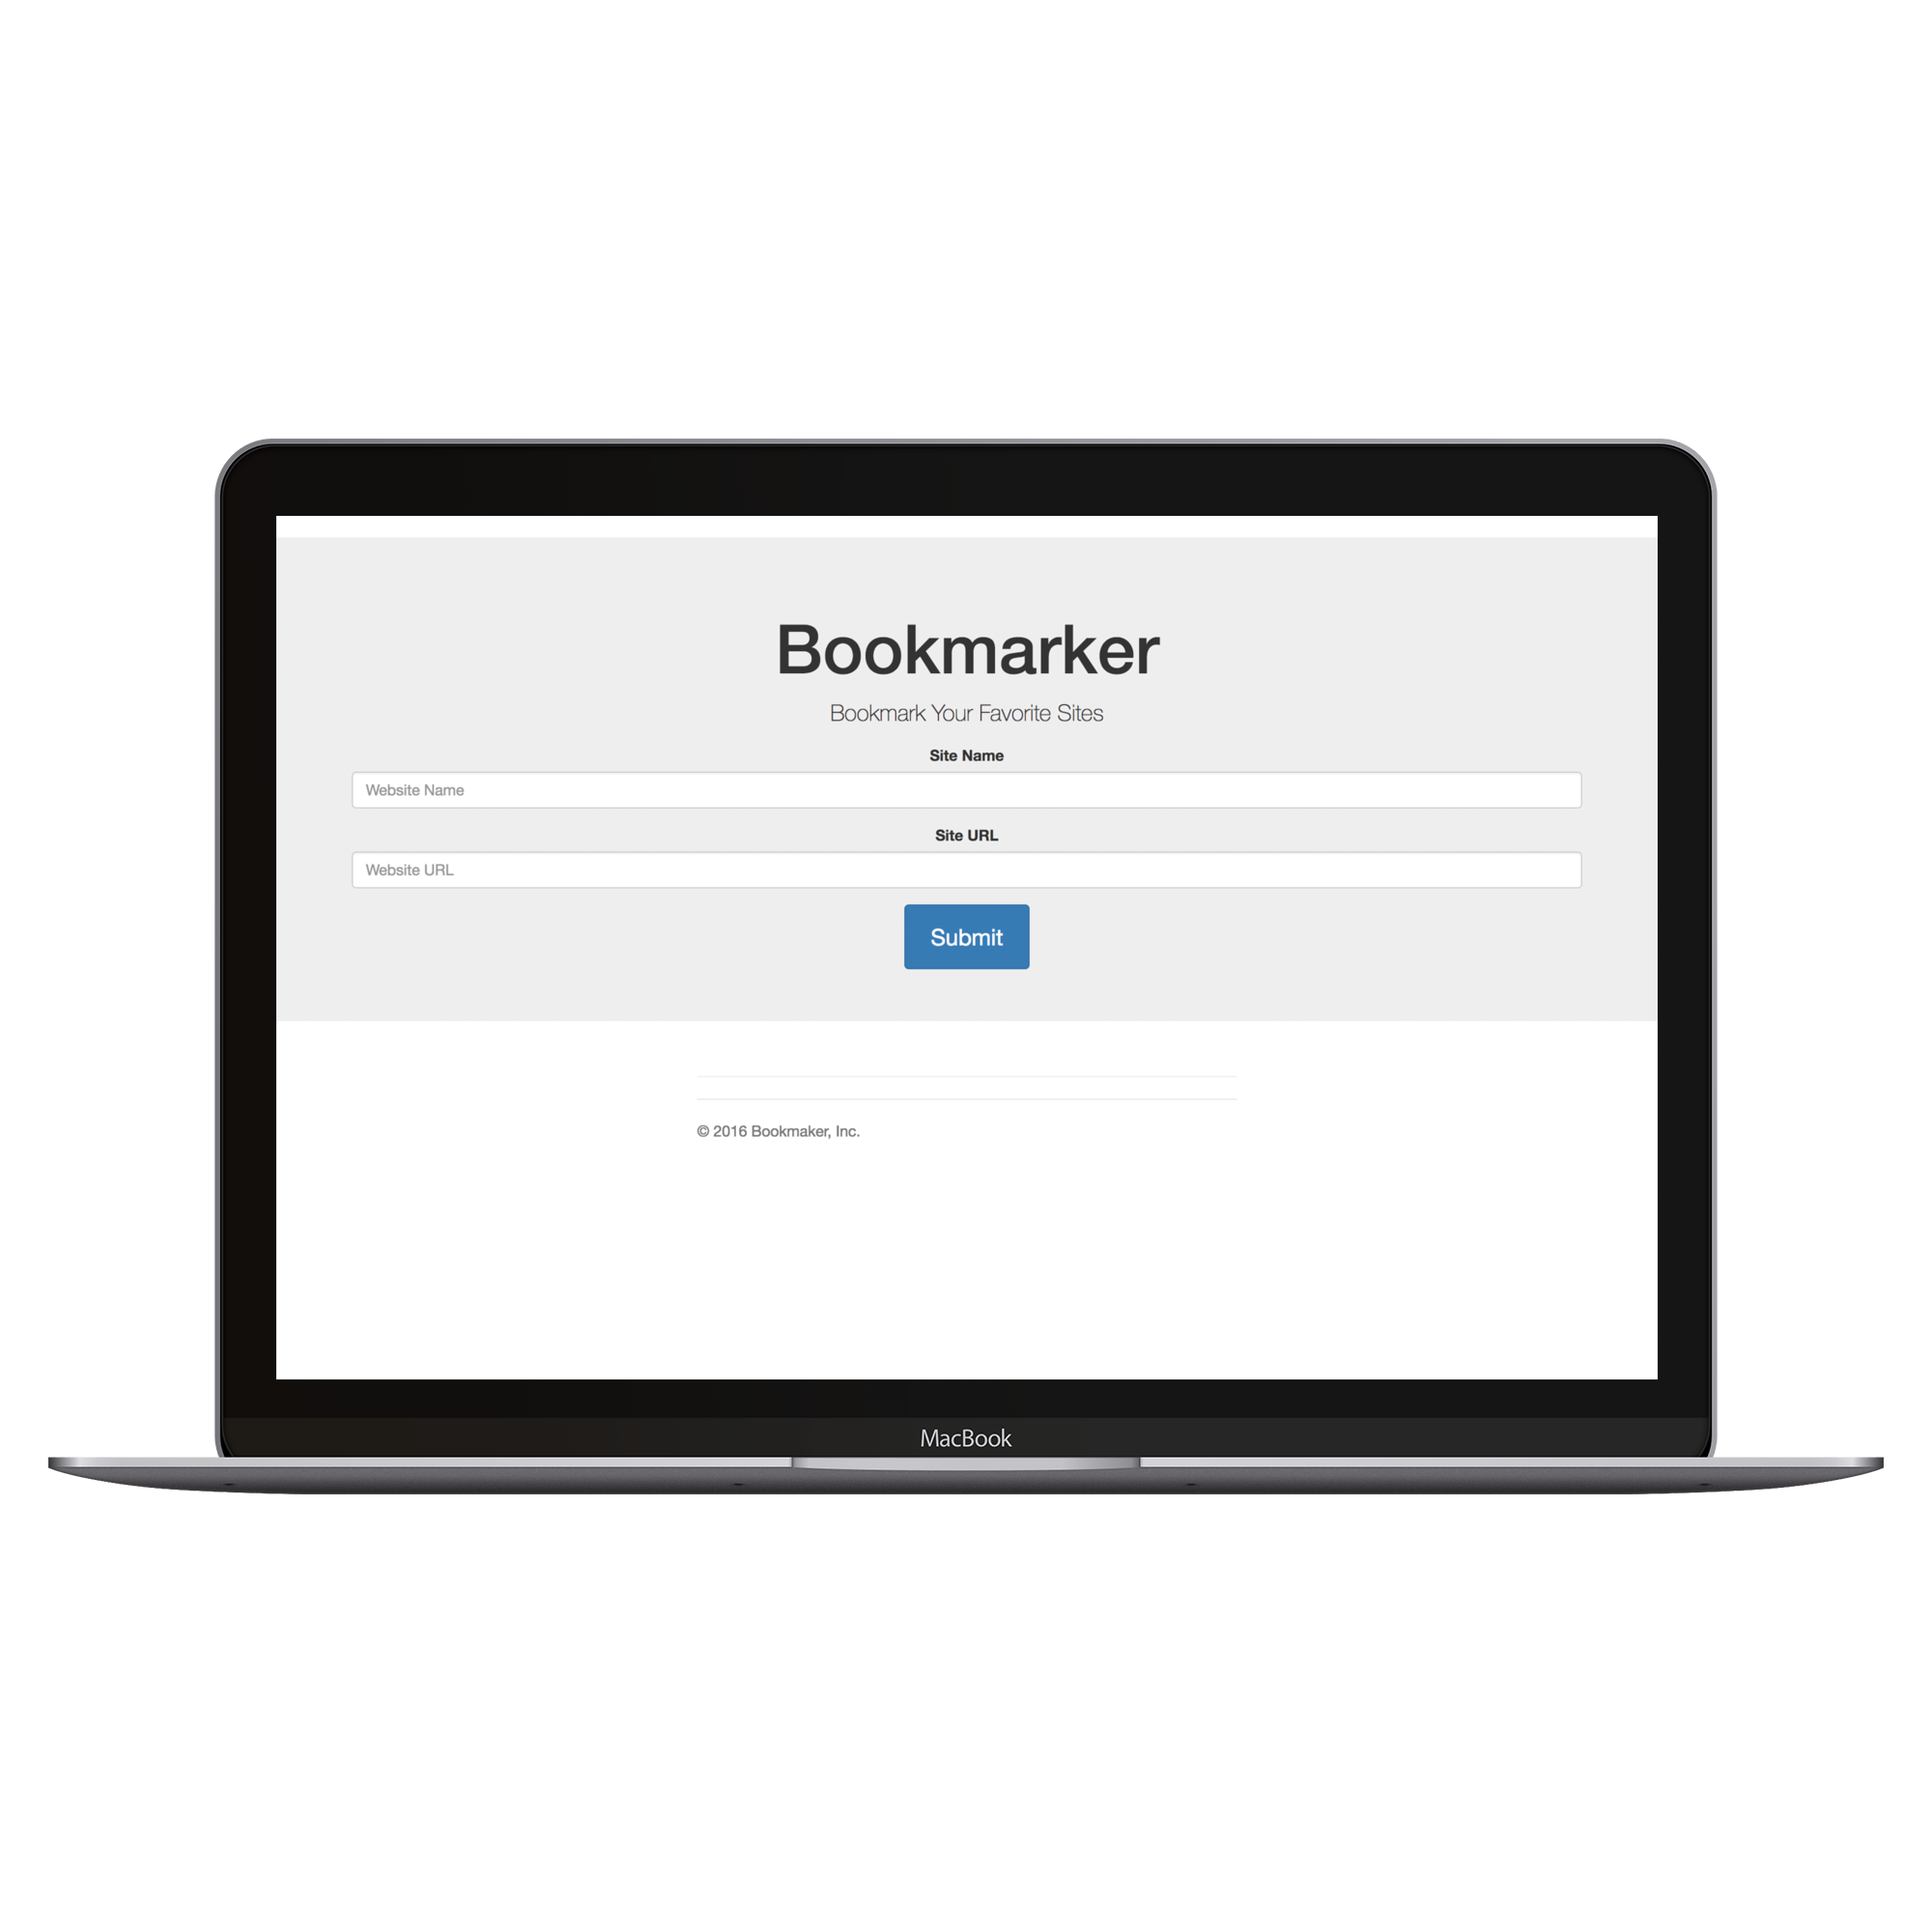 Bookmarker
Bookmark Your Favorite Sites
Site Name
Website Name
Site URL
Website URL
Submit
© 2016 Bookmaker, Inc.
MacBook